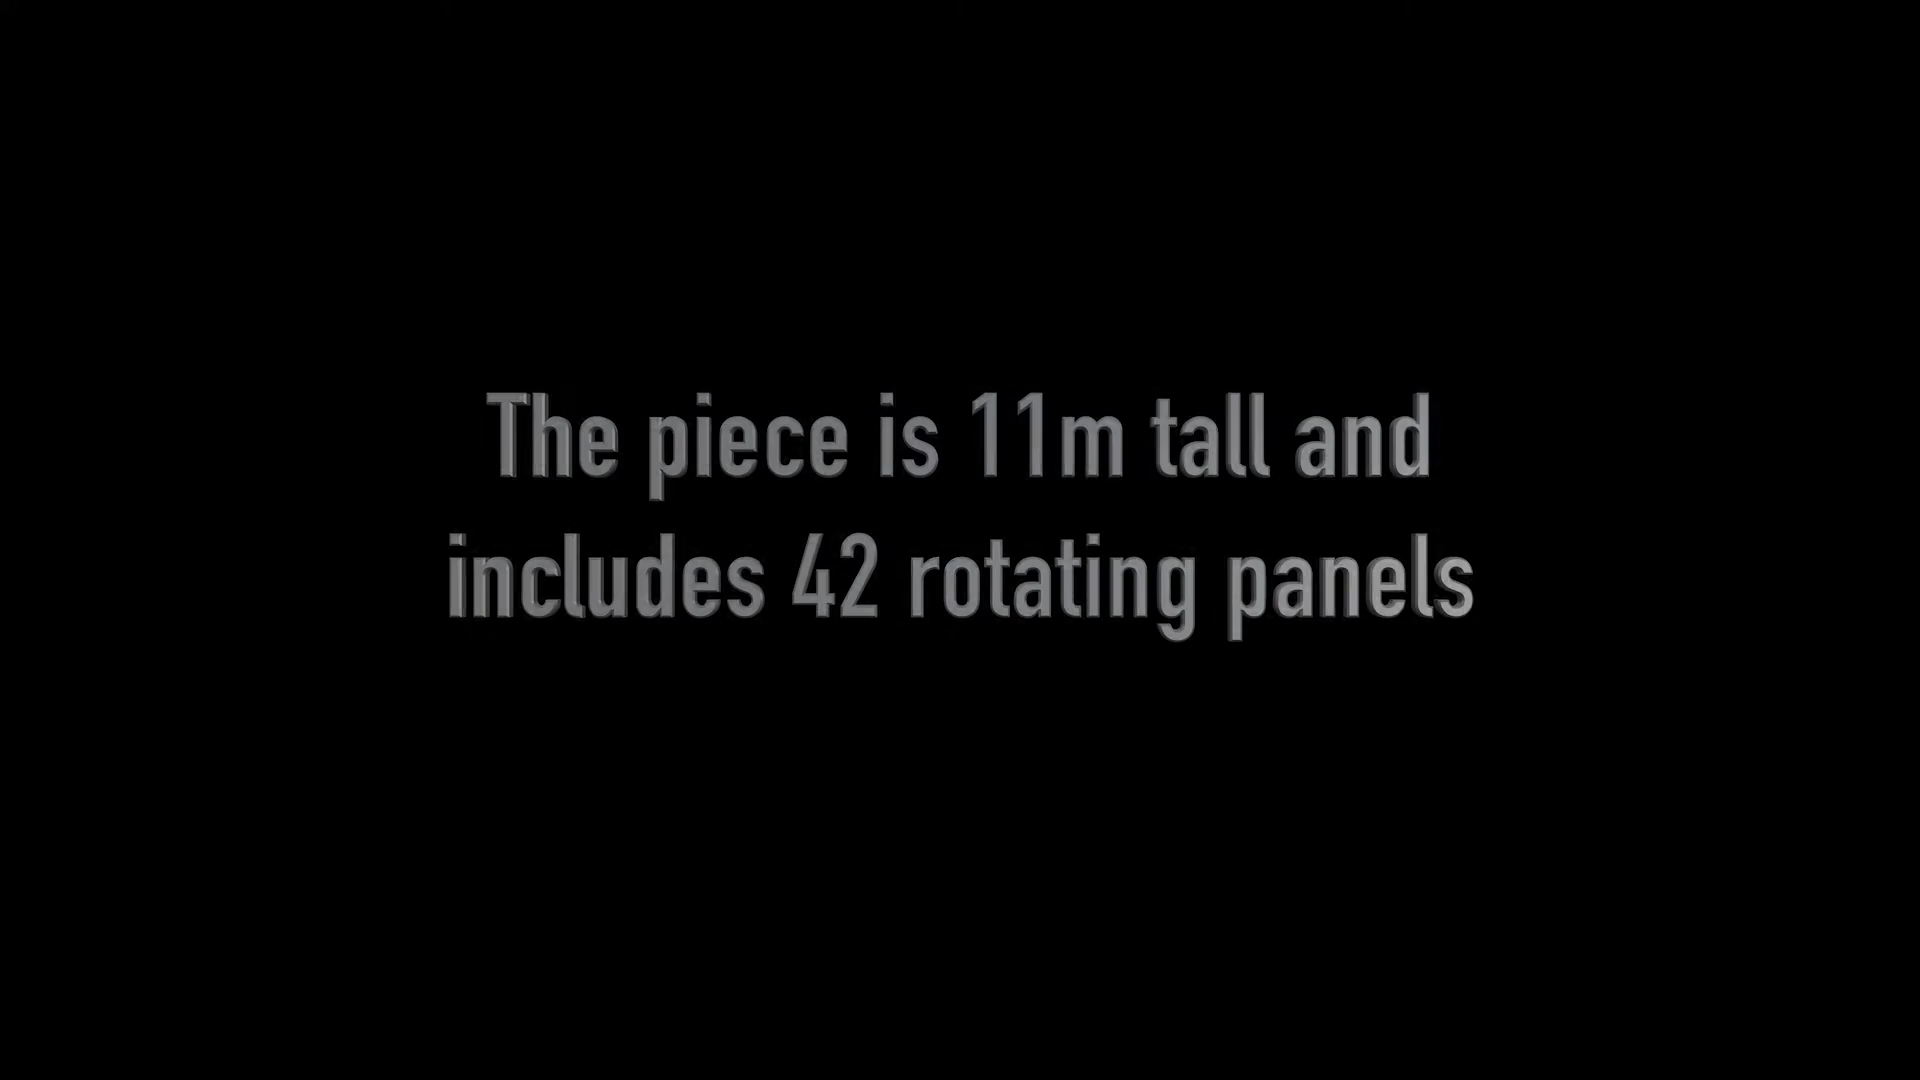 The piece is 11m tall and
includes 42 rotating panels